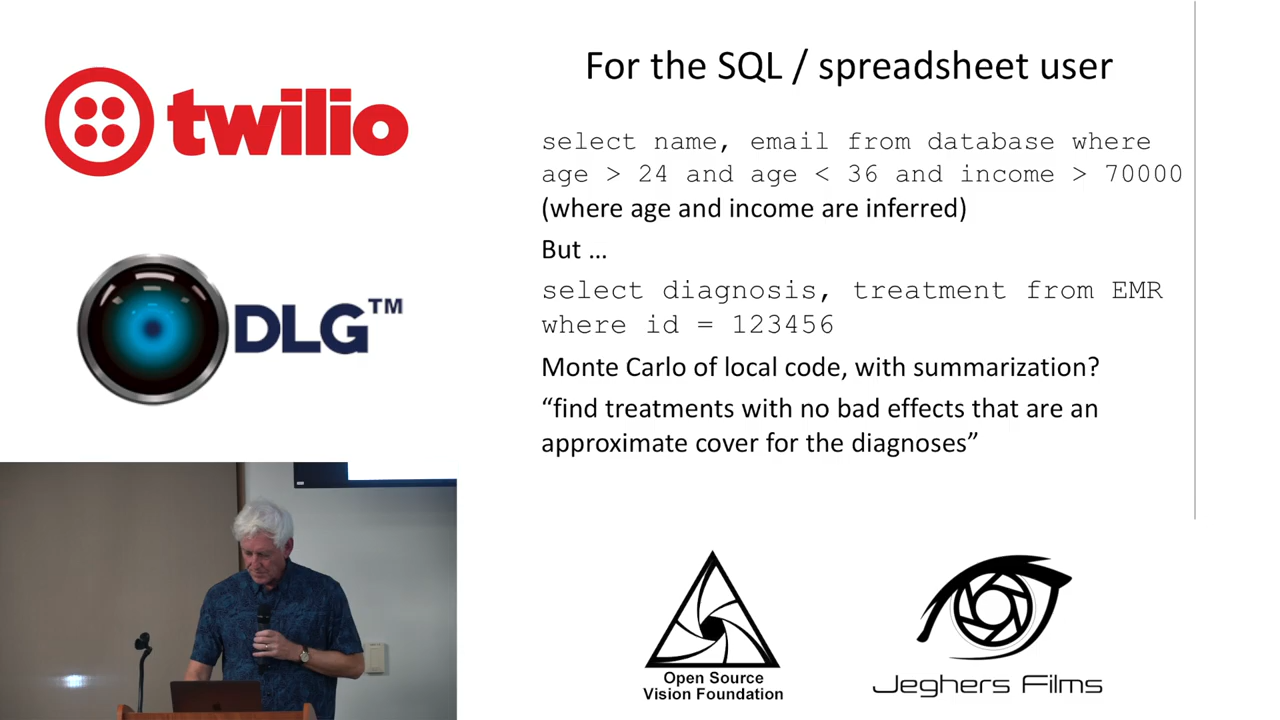 twilio
DLG™
For the SQL / spreadsheet user
select name, email from database where
age > 24 and age < 36 and income > 70000
(where age and income are inferred)
But …
select diagnosis, treatment from EMR
where id = 123456
Monte Carlo of local code, with summarization?
“find treatments with no bad effects that are an
approximate cover for the diagnoses”
Open Source
Vision Foundation
Jeghers Films